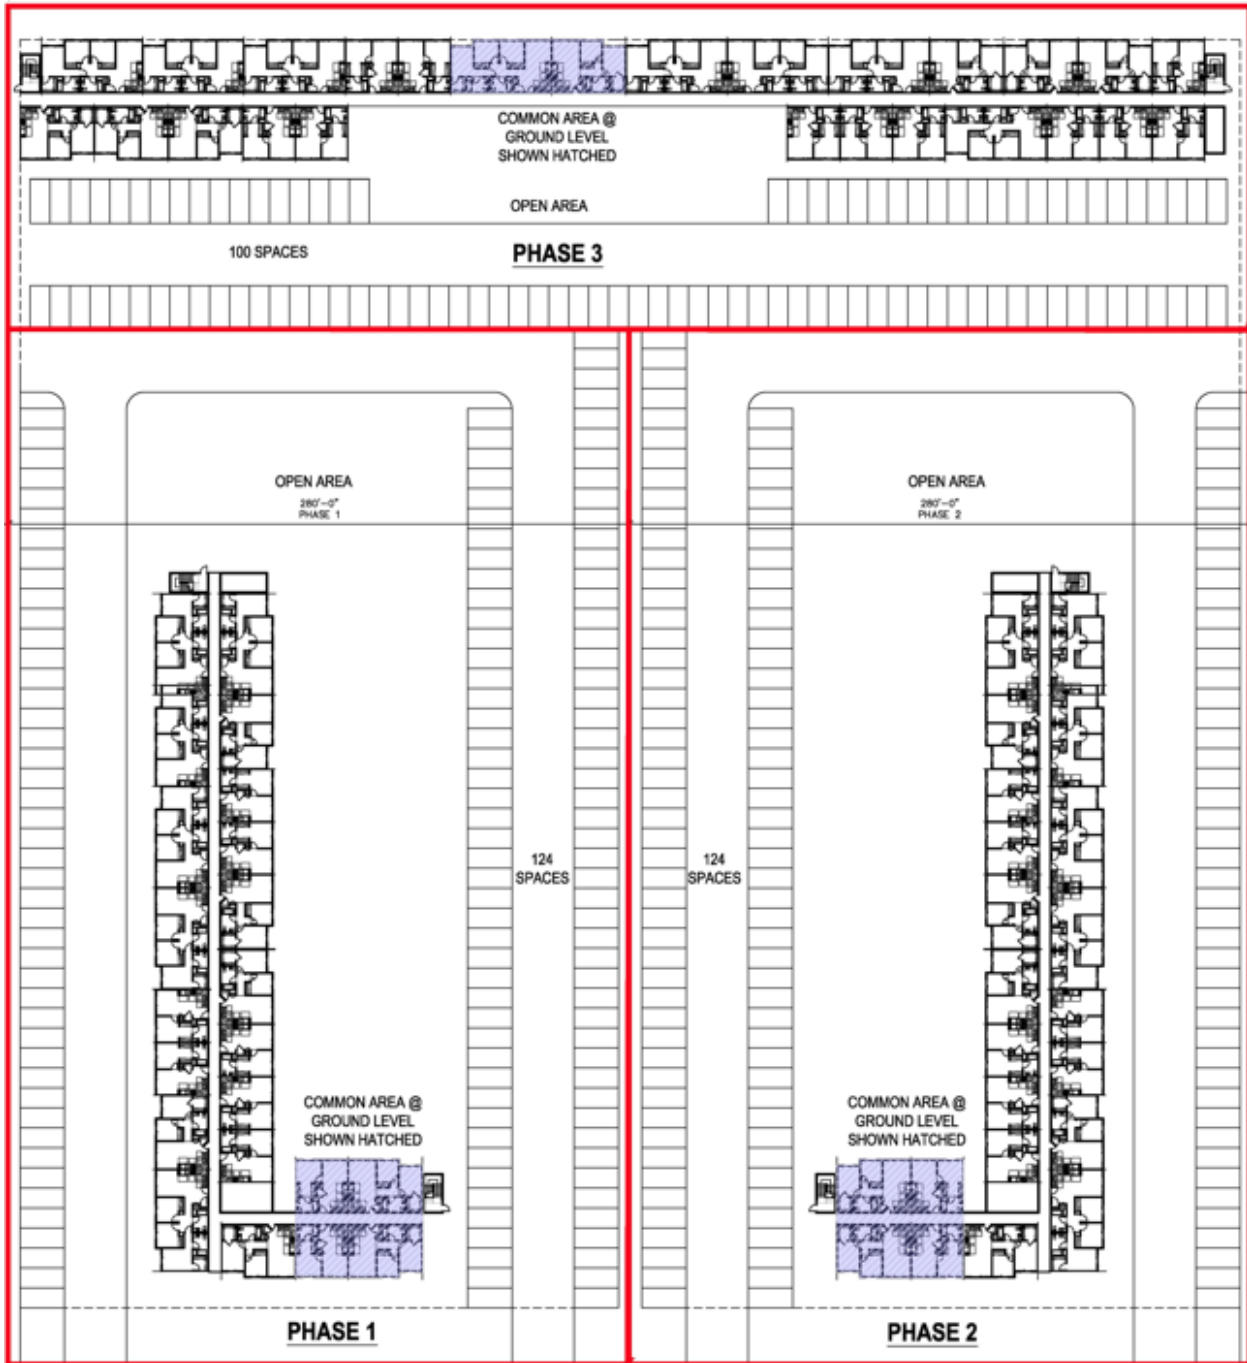 COMMON AREA @
GROUND LEVEL
SHOWN HATCHED
OPEN AREA
100 SPACES
PHASE 3
OPEN AREA
280'-0"
PHASE 1
OPEN AREA
280'-0"
PHASE 2
124
SPACES
124
SPACES
COMMON AREA @
GROUND LEVEL
SHOWN HATCHED
COMMON AREA @
GROUND LEVEL
SHOWN HATCHED
PHASE 1
PHASE 2